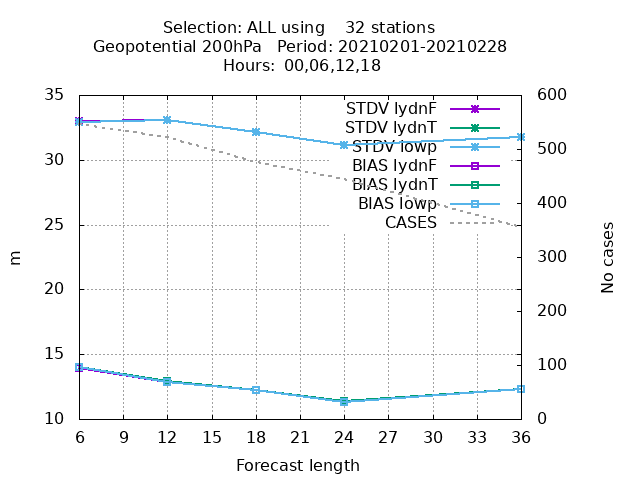 Selection: ALL using    32 stations
Geopotential 200hPa   Period: 20210201-20210228
Hours: 00,06,12,18
35
30
25
20
15
10
m
600
500
400
300
200
100
0
No cases
STDV lydnF
STDV lydnT
STDV lowp
BIAS lydnF
BIAS lydnT
BIAS lowp
CASES
6 9 12 15 18 21 24 27 30 33 36
Forecast length